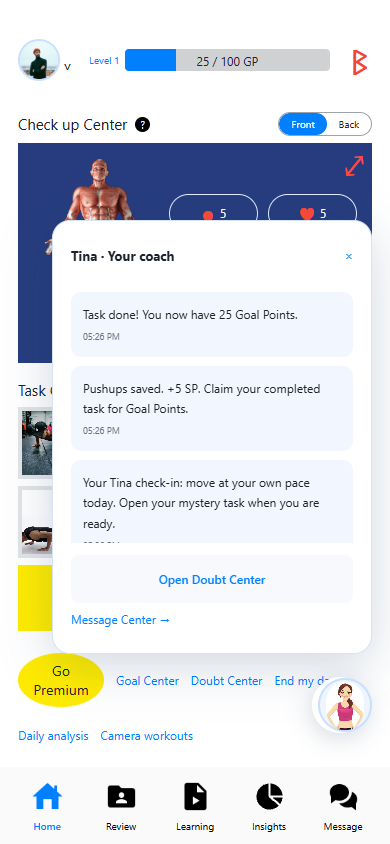 v
Level 1
25 / 100 GP
Check up Center ?
Front
Back
5
5
Tina · Your coach
×
Task done! You now have 25 Goal Points.
05:26 PM
Pushups saved. +5 SP. Claim your completed
task for Goal Points.
05:26 PM
Your Tina check-in: move at your own pace
today. Open your mystery task when you are
ready.
Open Doubt Center
Message Center →
Task
Go
Premium
Goal Center
Doubt Center
End my
Daily analysis
Camera workouts
Home
Review
Learning
Insights
Message